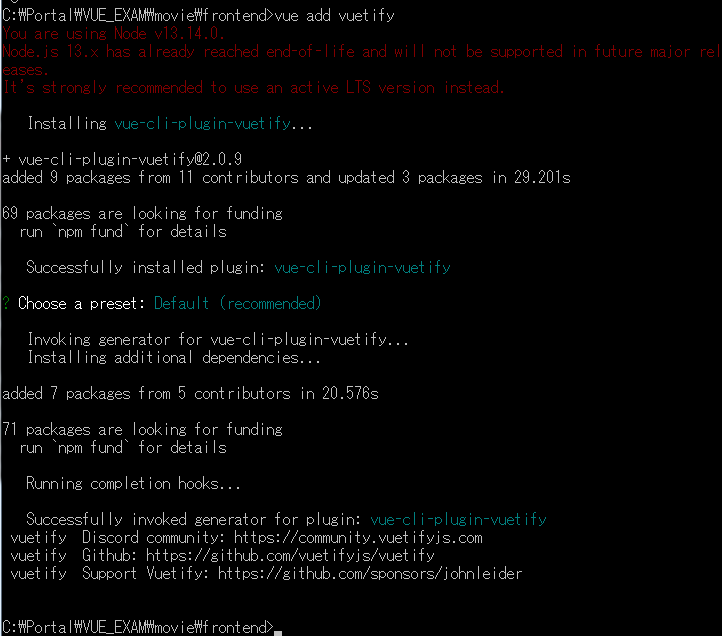 C:₩Portal₩VUE_EXAM₩movie₩frontend>vue add vuetify
You are using Node v13.14.0.
Node.js 13.x has already reached end-of-life and will not be supported in future major rel
eases.
It's strongly recommended to use an active LTS version instead.
Installing vue-cli-plugin-vuetify...
+ vue-cli-plugin-vuetify@2.0.9
added 9 packages from 11 contributors and updated 3 packages in 29.201s
69 packages are looking for funding
run `npm fund` for details
Successfully installed plugin: vue-cli-plugin-vuetify
? Choose a preset: Default (recommended)
Invoking generator for vue-cli-plugin-vuetify...
Installing additional dependencies...
added 7 packages from 5 contributors in 20.576s
71 packages are looking for funding
run `npm fund` for details
Running completion hooks...
Successfully invoked generator for plugin: vue-cli-plugin-vuetify
vuetify  Discord community: https://community.vuetifyjs.com
vuetify  Github: https://github.com/vuetifyjs/vuetify
vuetify  Support Vuetify: https://github.com/sponsors/johnleider
C:₩Portal₩VUE_EXAM₩movie₩frontend>